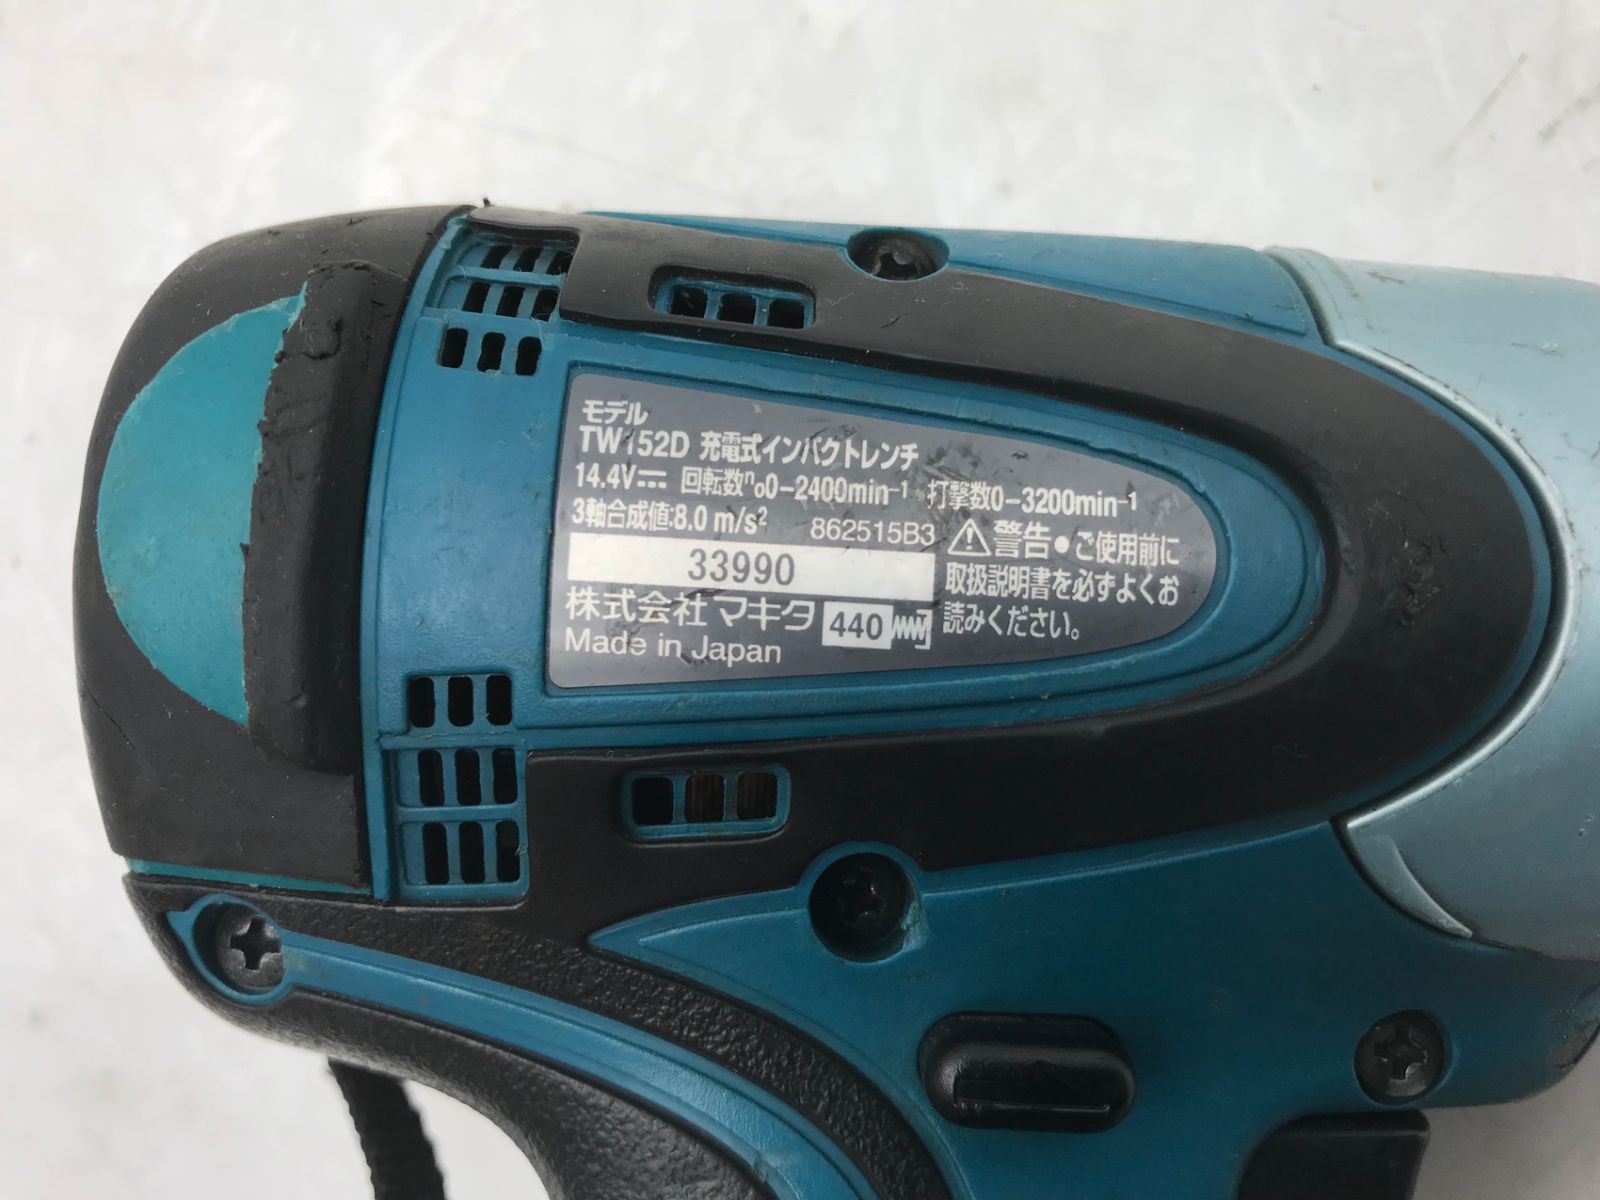 モデル
TW152D 充電式インパクトレンチ
14.4V⎓ 回転数n₀0-2400min⁻¹ 打撃数0-3200min⁻¹
3軸合成値:8.0 m/s² 862515B3
33990
株式会社マキタ 440
Made in Japan
⚠警告●ご使用前に
取扱説明書を必ずよくお
読みください。